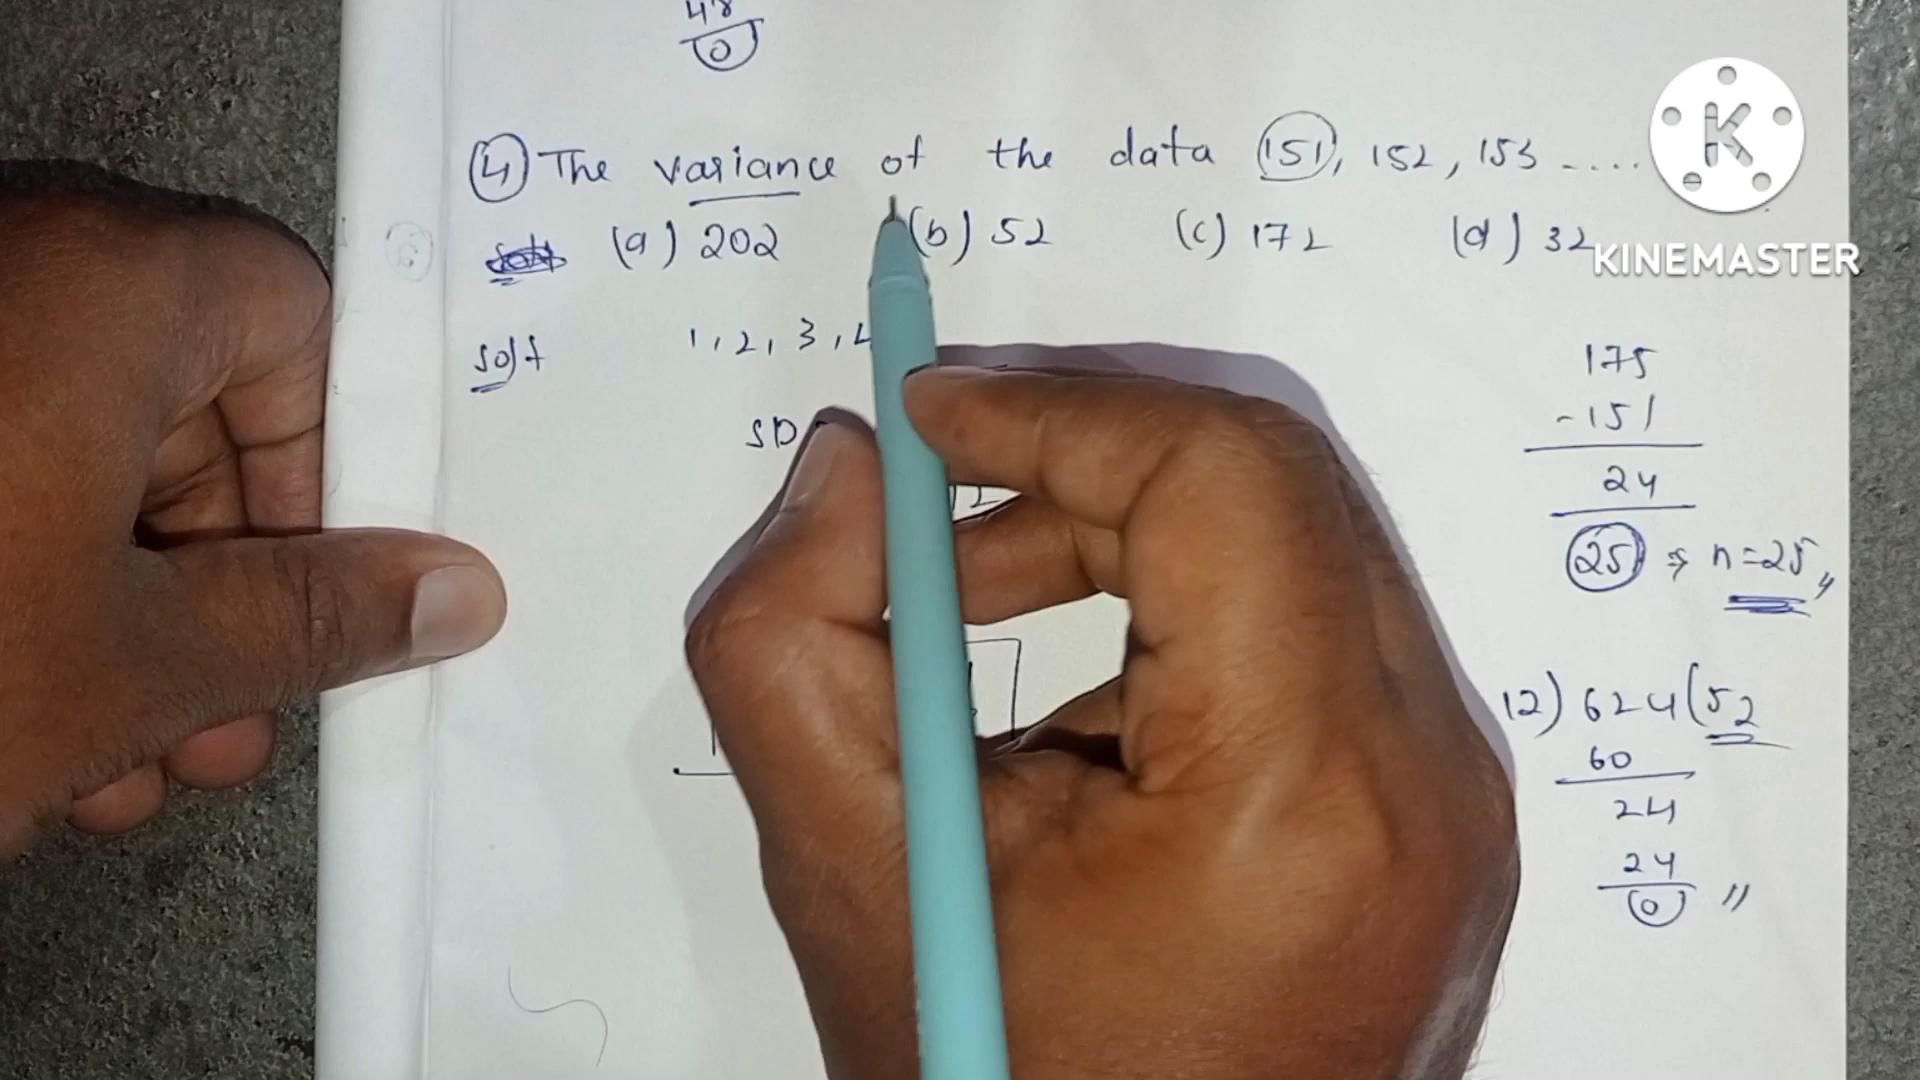 48
0
④ The variance of the data 151, 152, 153 .....
(a) 202 (b) 52 (c) 172 (d) 32
KINEMASTER
1, 2, 3, 4
SD
175
-151
24
25 ⇒ n=25
12) 624 (52
60
24
24
0